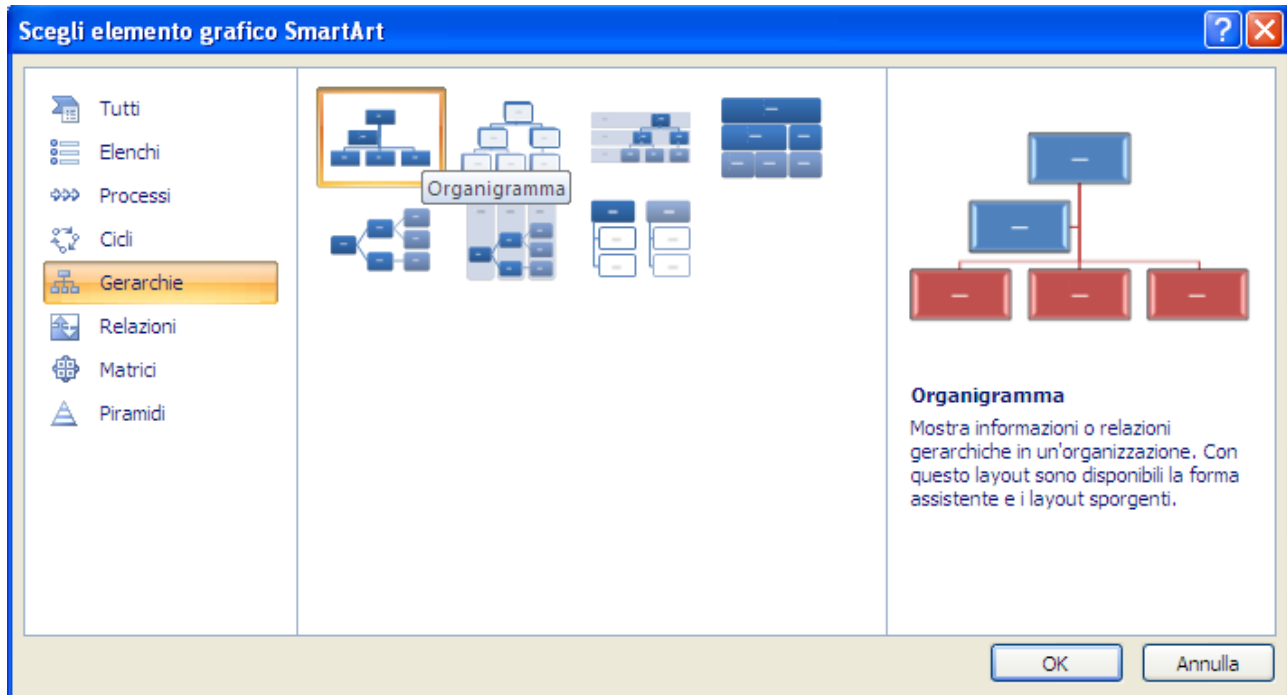 Scegli elemento grafico SmartArt
Tutti
Elenchi
Processi
Cicli
Gerarchie
Relazioni
Matrici
Piramidi
Organigramma
Organigramma
Mostra informazioni o relazioni
gerarchiche in un'organizzazione. Con
questo layout sono disponibili la forma
assistente e i layout sporgenti.
OK
Annulla